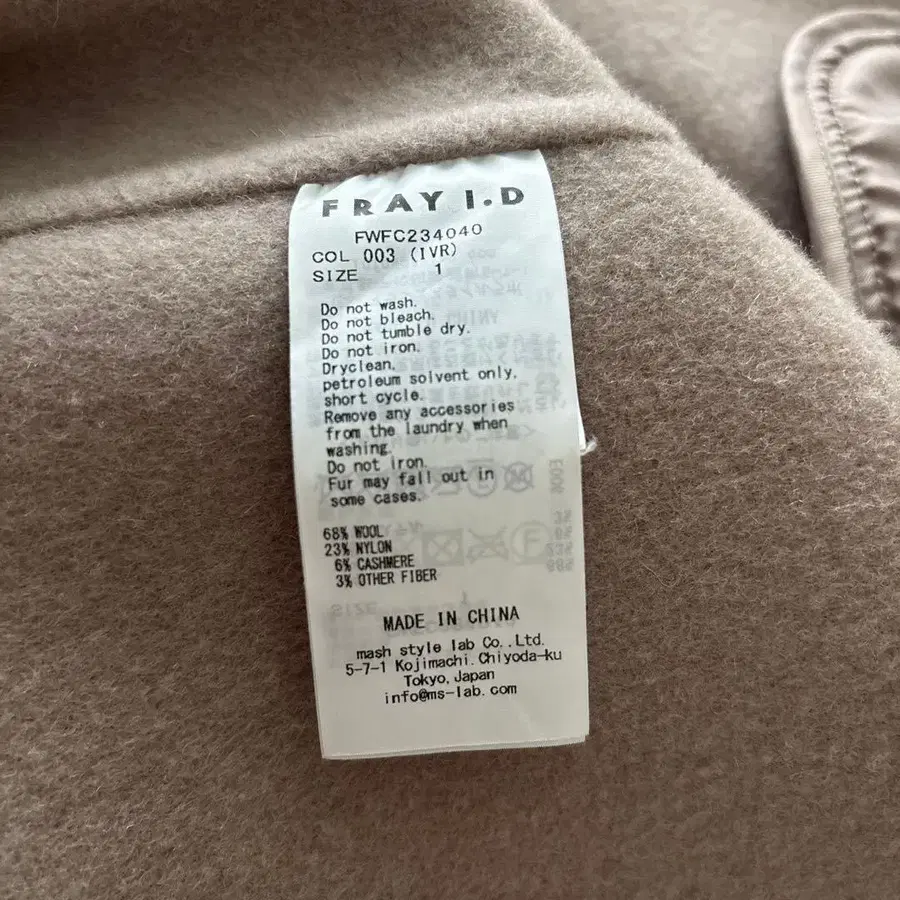 FRAY I.D
FWFC234040
COL 003 (IVR)
SIZE 1
Do not wash.
Do not bleach.
Do not tumble dry.
Do not iron.
Dryclean.
petroleum solvent only.
short cycle.
Remove any accessories
from the laundry when
washing.
Do not iron.
Fur may fall out in
some cases.
68% WOOL
23% NYLON
6% CASHMERE
3% OTHER FIBER
MADE IN CHINA
mash style lab Co.,Ltd.
5-7-1 Kojimachi.Chiyoda-ku
Tokyo,Japan
info@ms-lab.com